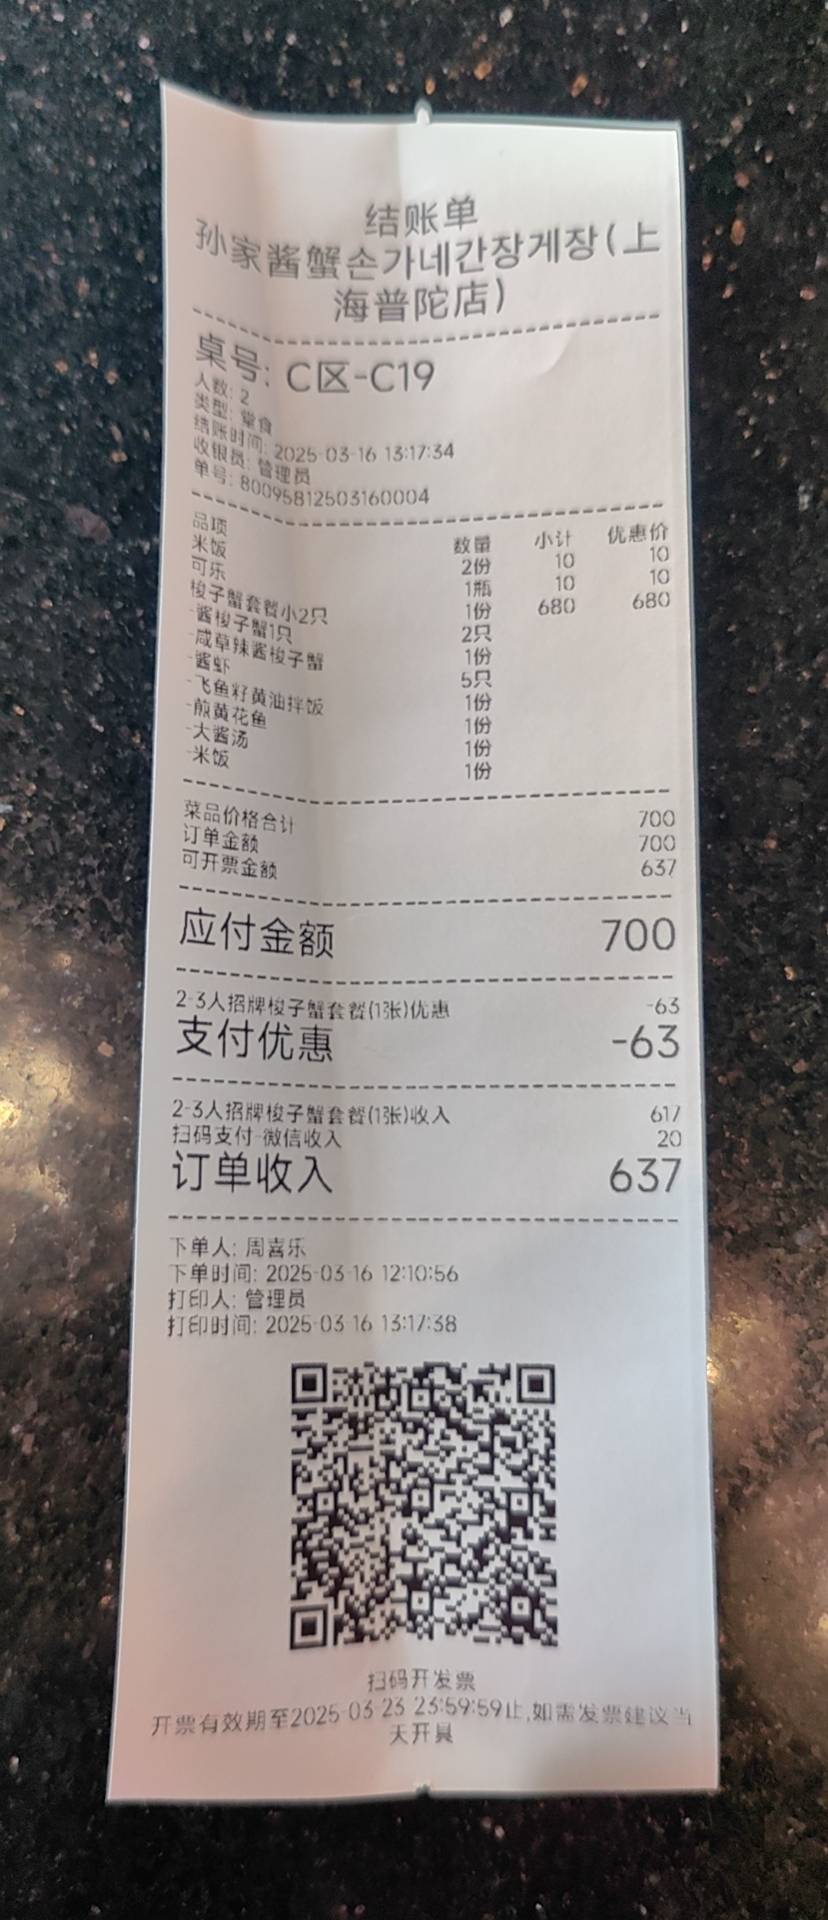 结账单
孙家酱蟹손가네간장게장(上
海普陀店)
桌号: C区-C19
人数: 2
类型: 堂食
结账时间: 2025-03-16 13:17:34
收银员: 管理员
单号: 80095812503160004
品项 数量 小计 优惠价
米饭 2份 10 10
可乐 1瓶 10 10
梭子蟹套餐小2只 1份 680 680
-酱梭子蟹1只 2只
-咸草辣酱梭子蟹 1份
-酱虾 5只
-飞鱼籽黄油拌饭 1份
-煎黄花鱼 1份
-大酱汤 1份
-米饭 1份
菜品价格合计 700
订单金额 700
可开票金额 637
应付金额 700
2-3人招牌梭子蟹套餐(1张)优惠 -63
支付优惠 -63
2-3人招牌梭子蟹套餐(1张)收入 617
扫码支付-微信收入 20
订单收入 637
下单人: 周喜乐
下单时间: 2025-03-16 12:10:56
打印人: 管理员
打印时间: 2025-03-16 13:17:38
扫码开发票
开票有效期至2025-03-23 23:59:59止,如需发票建议当
天开具